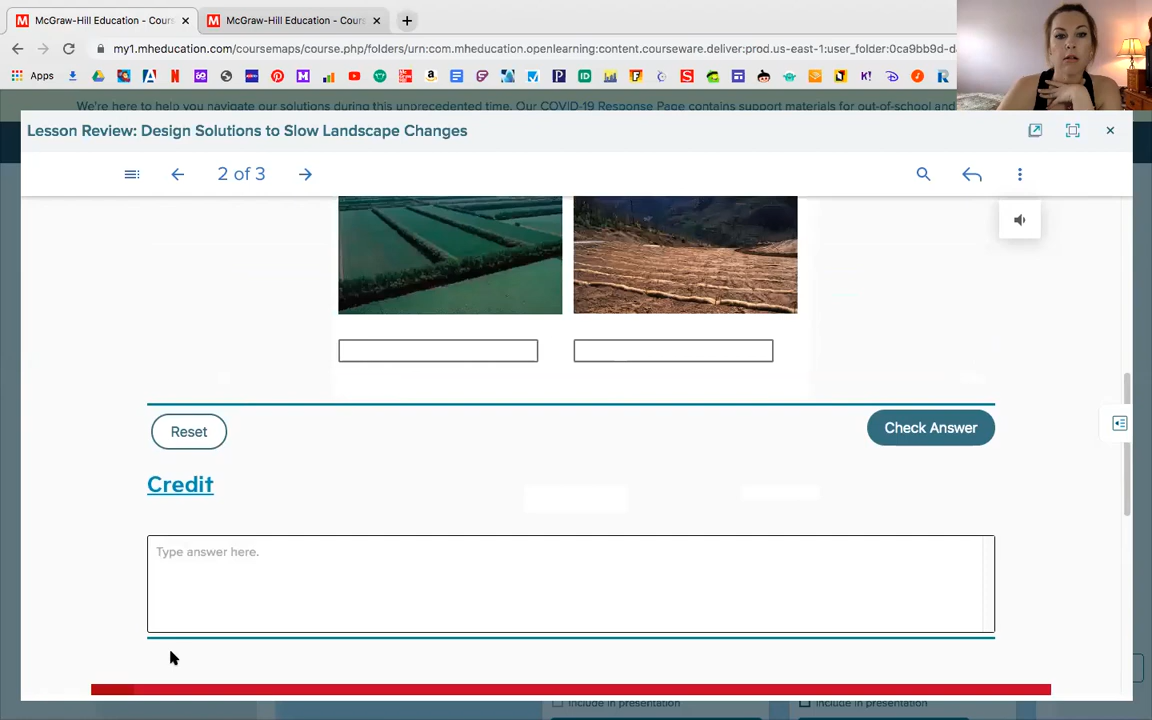 McGraw-Hill Education - Cours
McGraw-Hill Education - Cours
my1.mheducation.com/coursemaps/course.php/folders/urn:com.mheducation.openlearning:content.courseware.deliver:prod.us-east-1:user_folder:0ca9bb9d-d
Apps
We're here to help you navigate our solutions during this unprecedented time. Our COVID-19 Response Page contains support materials for out-of-school and
Lesson Review: Design Solutions to Slow Landscape Changes
2 of 3
Reset
Check Answer
Credit
Type answer here.
Include in presentation
Include in presentation